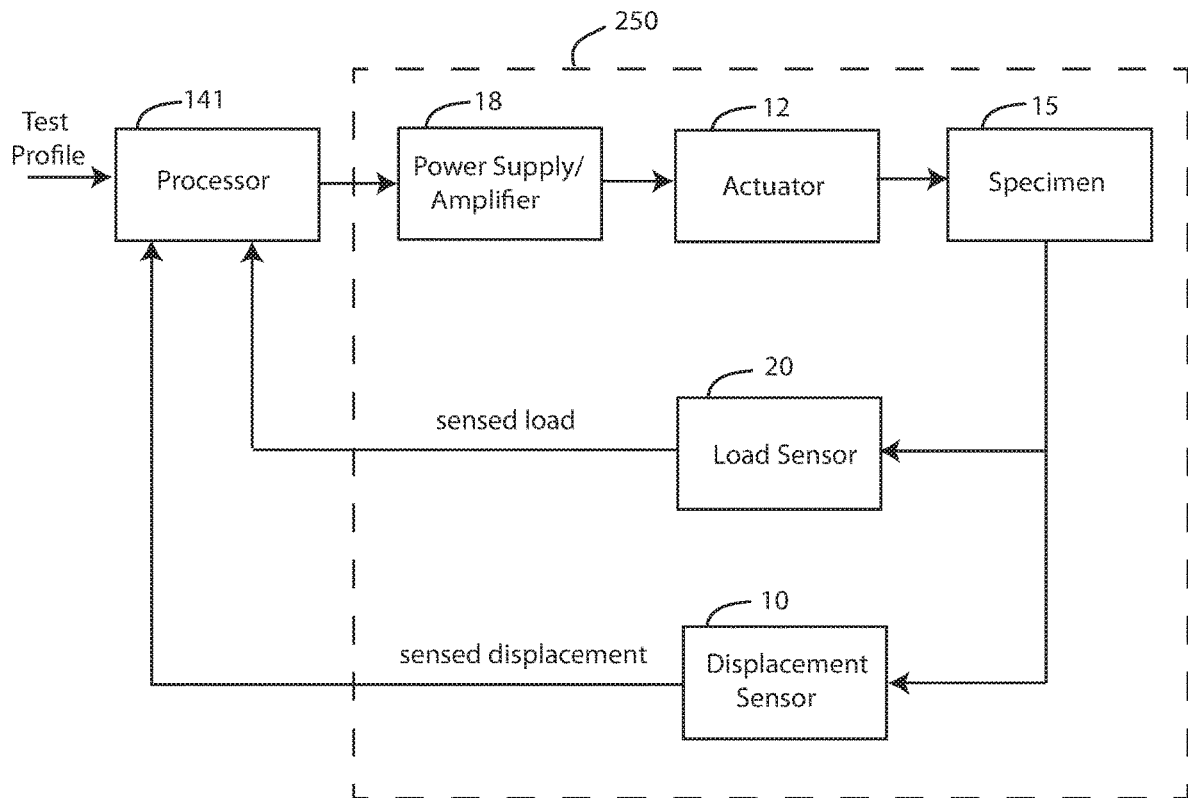 250
141
18
12
15
Test
Profile
Processor
Power Supply/
Amplifier
Actuator
Specimen
20
sensed load
Load Sensor
10
sensed displacement
Displacement
Sensor